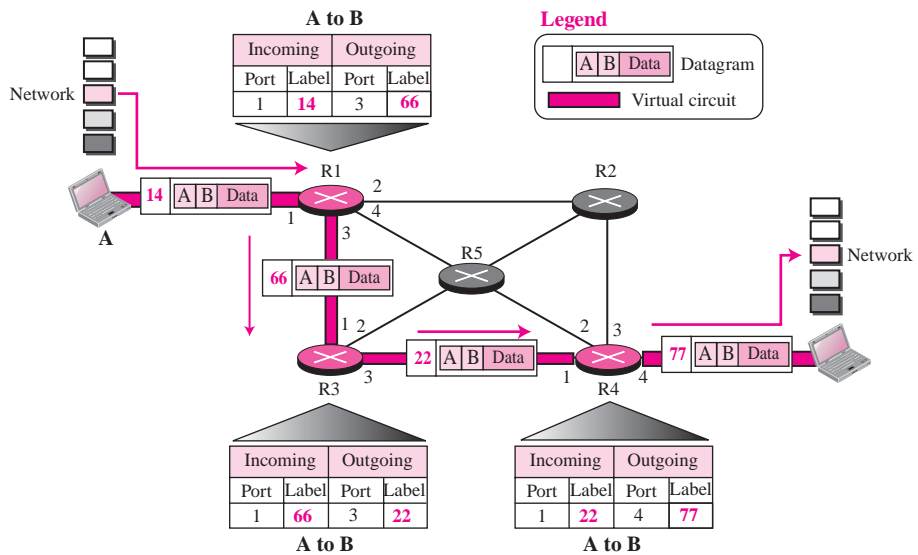 A to B
Incoming Outgoing
Port Label Port Label
1 14 3 66
Legend
A B Data Datagram
Virtual circuit
Network
R1
R2
14 A B Data
1
2
4
3
A
R5
66 A B Data
Network
1
2
3
R3
22 A B Data
1
2
3
4
R4
77 A B Data
Incoming Outgoing
Port Label Port Label
1 66 3 22
A to B
Incoming Outgoing
Port Label Port Label
1 22 4 77
A to B